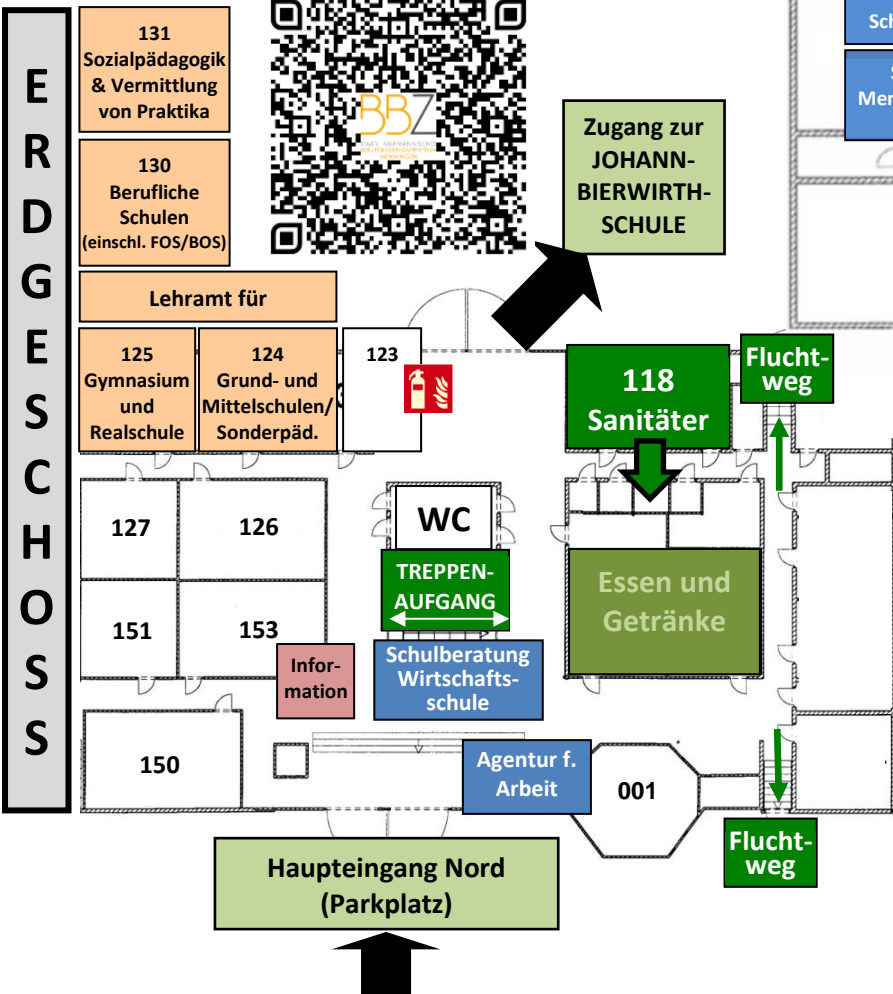 ERDGESCHOSS
131
Sozialpädagogik
& Vermittlung
von Praktika
130
Berufliche
Schulen
(einschl. FOS/BOS)
Lehramt für
125
Gymnasium
und
Realschule
124
Grund- und
Mittelschulen/
Sonderpäd.
123
BBZ
Zugang zur
JOHANN-
BIERWIRTH-
SCHULE
118
Sanitäter
Flucht-
weg
127
126
WC
TREPPEN-
AUFGANG
Essen und
Getränke
151
153
Infor-
mation
Schulberatung
Wirtschafts-
schule
150
Agentur f.
Arbeit
001
Flucht-
weg
Haupteingang Nord
(Parkplatz)